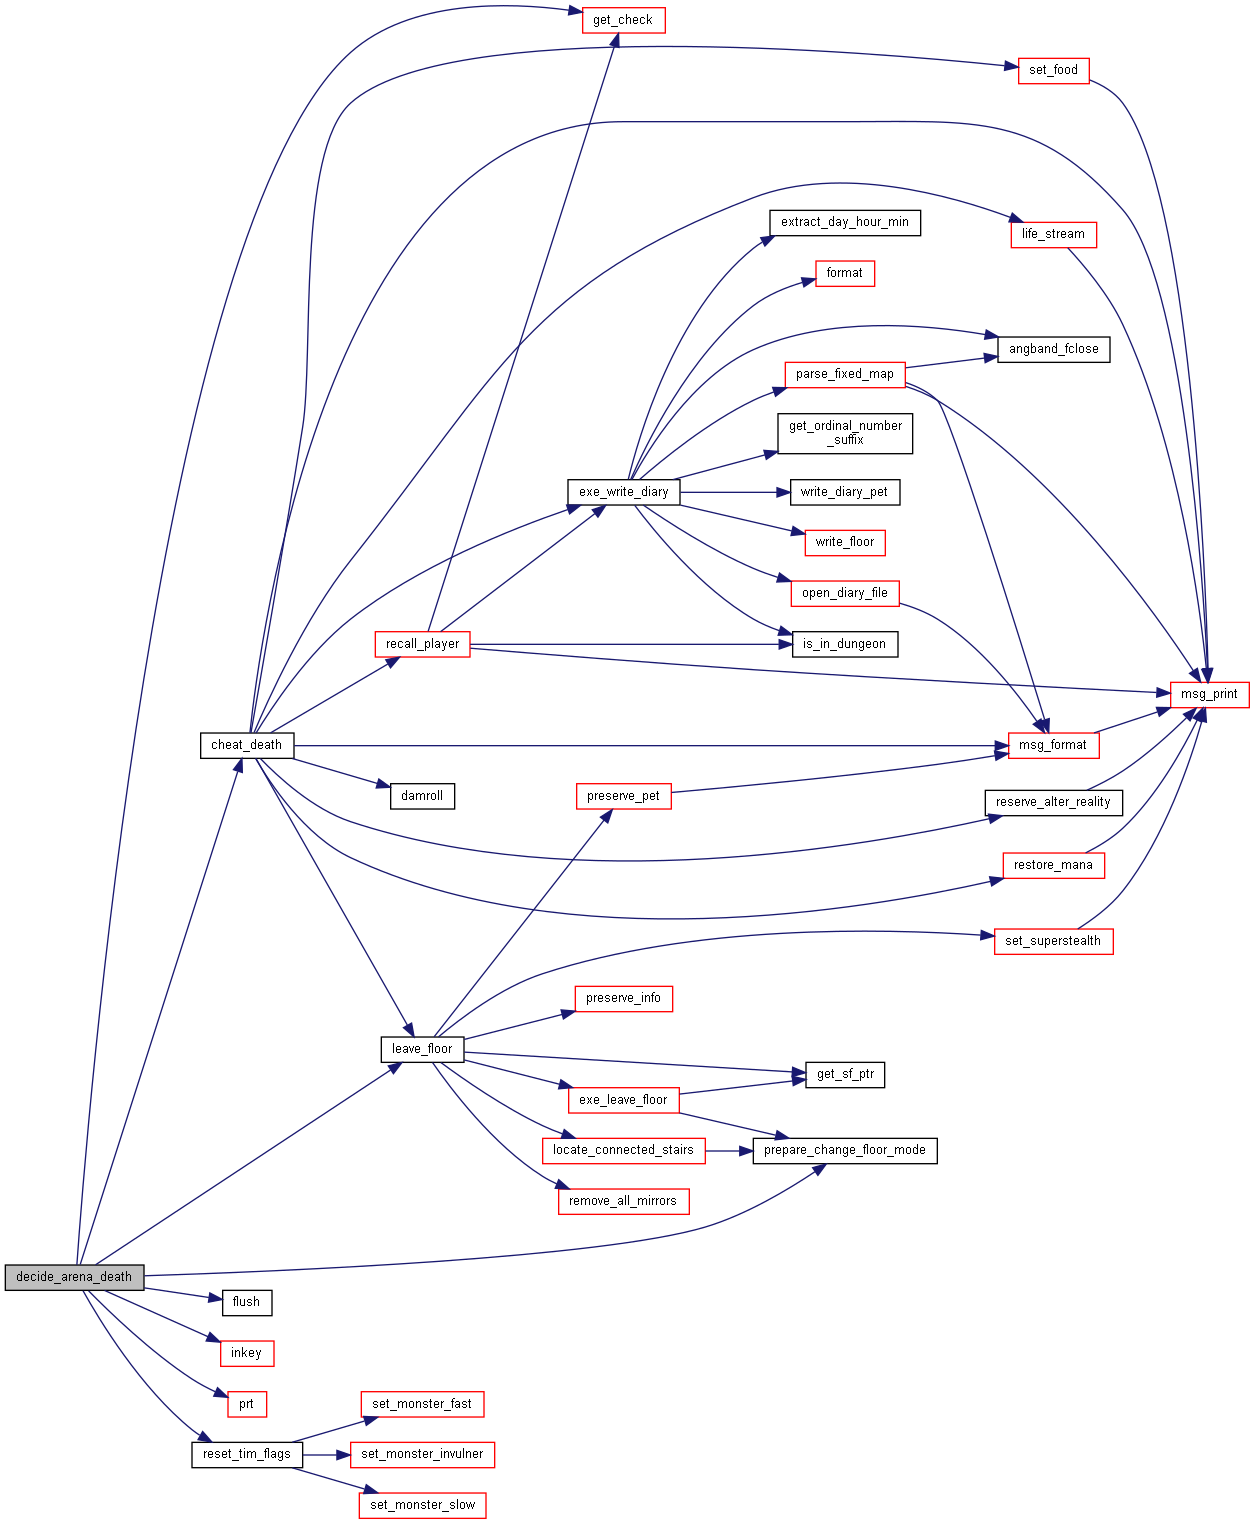 get_check
set_food
extract_day_hour_min
life_stream
format
angband_fclose
parse_fixed_map
get_ordinal_number
_suffix
exe_write_diary
write_diary_pet
write_floor
open_diary_file
recall_player
is_in_dungeon
msg_print
cheat_death
msg_format
damroll
preserve_pet
reserve_alter_reality
restore_mana
set_superstealth
preserve_info
leave_floor
get_sf_ptr
exe_leave_floor
locate_connected_stairs
prepare_change_floor_mode
remove_all_mirrors
decide_arena_death
flush
inkey
prt
set_monster_fast
reset_tim_flags
set_monster_invulner
set_monster_slow